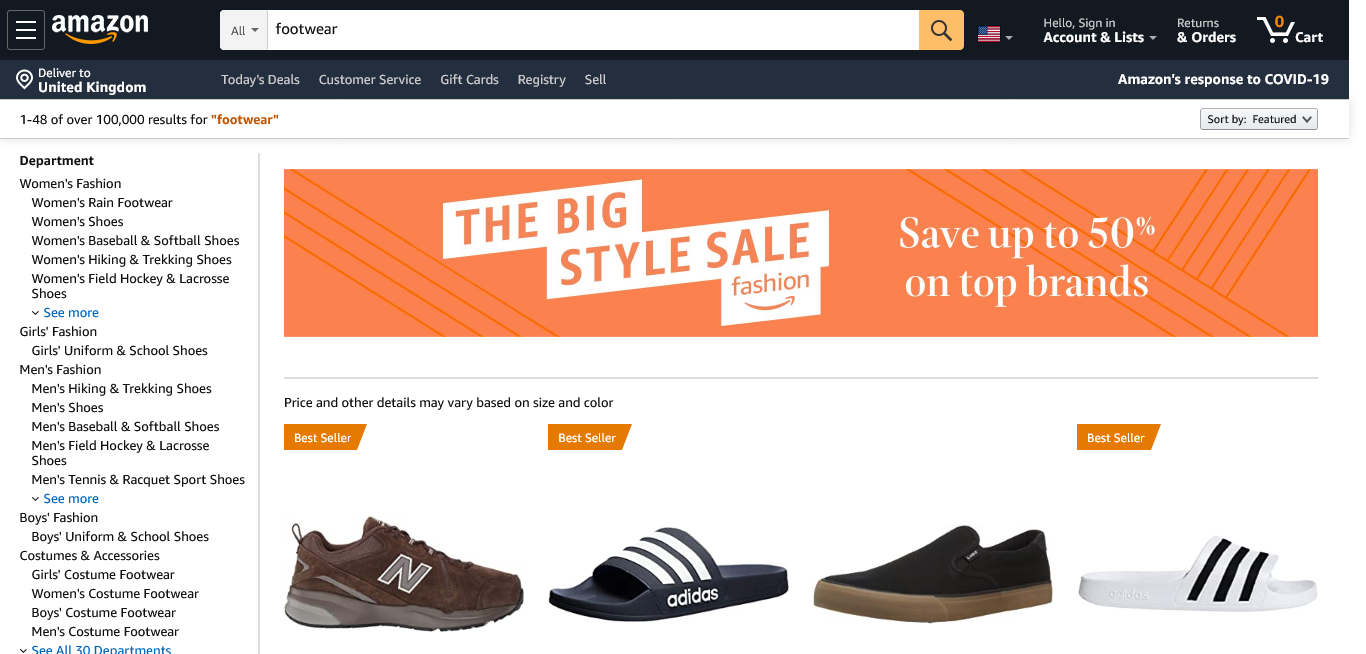 amazon
All
footwear
Hello, Sign in
Account & Lists
Returns
& Orders
0
Cart
Deliver to
United Kingdom
Today's Deals
Customer Service
Gift Cards
Registry
Sell
Amazon's response to COVID-19
1-48 of over 100,000 results for "footwear"
Sort by: Featured
Department
Women's Fashion
Women's Rain Footwear
Women's Shoes
Women's Baseball & Softball Shoes
Women's Hiking & Trekking Shoes
Women's Field Hockey & Lacrosse
Shoes
See more
Girls' Fashion
Girls' Uniform & School Shoes
Men's Fashion
Men's Hiking & Trekking Shoes
Men's Shoes
Men's Baseball & Softball Shoes
Men's Field Hockey & Lacrosse
Shoes
Men's Tennis & Racquet Sport Shoes
See more
Boys' Fashion
Boys' Uniform & School Shoes
Costumes & Accessories
Girls' Costume Footwear
Women's Costume Footwear
Boys' Costume Footwear
Men's Costume Footwear
See All 30 Departments
THE BIG
STYLE SALE
fashion
Save up to 50%
on top brands
Price and other details may vary based on size and color
Best Seller
Best Seller
Best Seller
N
adidas
adidas